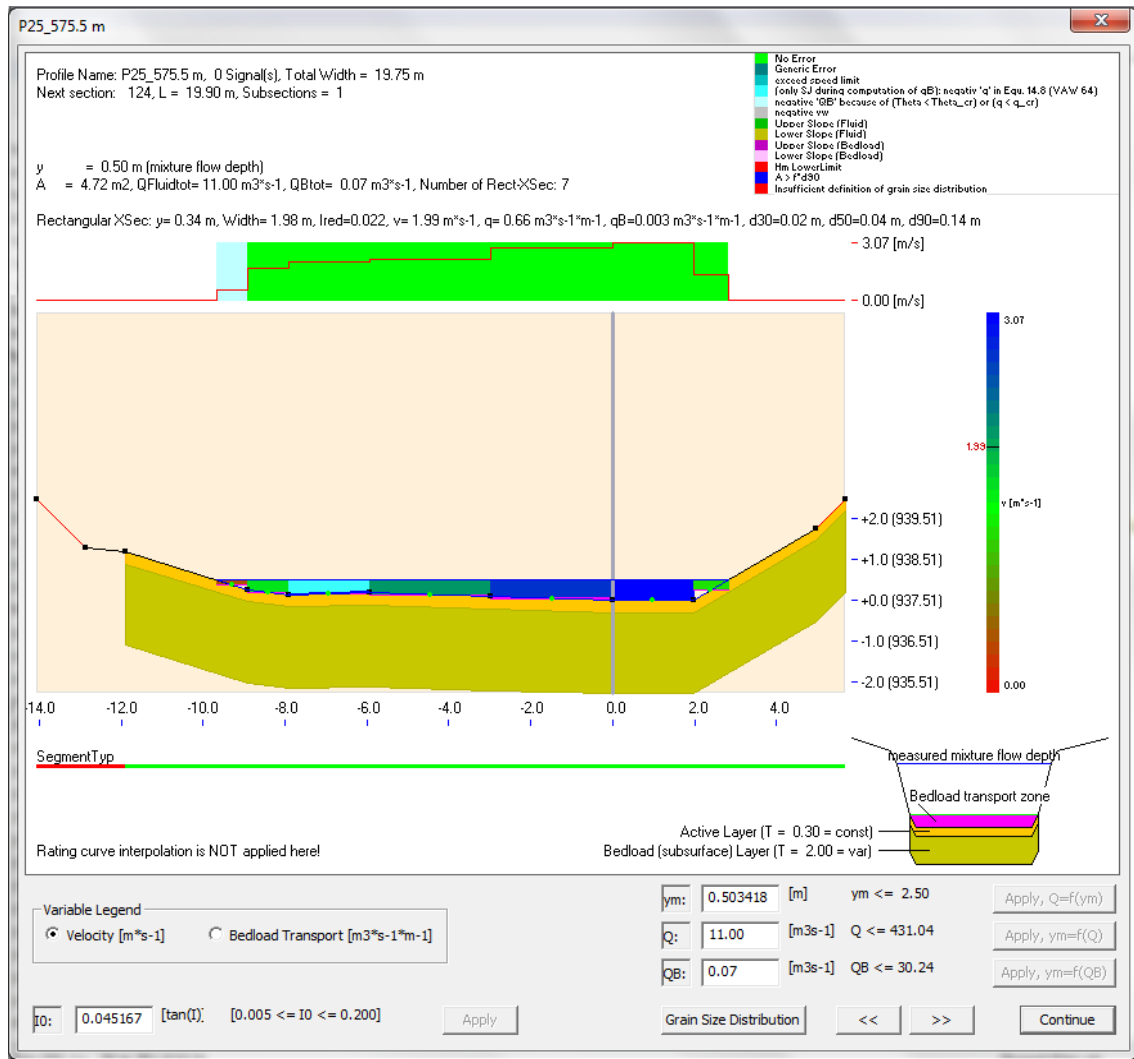 P25_575.5 m
X
Profile Name: P25_575.5 m, 0 Signal(s), Total Width = 19.75 m
Next section: 124, L = 19.90 m, Subsections = 1
No Error
Generic Error
exceed speed limit
(only SJ during computation of qB): negativ 'q' in Equ. 14.8 (VAW 64)
negative 'QB' because of (Theta < Theta_cr) or (q < q_cr)
negative vw
Upper Slope (Fluid)
Lower Slope (Fluid)
Upper Slope (Bedload)
Lower Slope (Bedload)
Hm LowerLimit
A > f*d90
Insufficient definition of grain size distribution
y = 0.50 m (mixture flow depth)
A = 4.72 m2, QFluidtot= 11.00 m3*s-1, QBtot= 0.07 m3*s-1, Number of Rect-XSec: 7
Rectangular XSec: y= 0.34 m, Width= 1.98 m, Ired=0.022, v= 1.99 m*s-1, q= 0.66 m3*s-1*m-1, qB=0.003 m3*s-1*m-1, d30=0.02 m, d50=0.04 m, d90=0.14 m
3.07 [m/s]
0.00 [m/s]
3.07
1.99
v [m*s-1]
0.00
+2.0 (939.51)
+1.0 (938.51)
+0.0 (937.51)
-1.0 (936.51)
-2.0 (935.51)
-14.0 -12.0 -10.0 -8.0 -6.0 -4.0 -2.0 0.0 2.0 4.0
SegmentTyp
measured mixture flow depth
Bedload transport zone
Active Layer (T = 0.30 = const)
Bedload (subsurface) Layer (T = 2.00 = var)
Rating curve interpolation is NOT applied here!
Variable Legend
Velocity [m*s-1] Bedload Transport [m3*s-1*m-1]
ym: 0.503418 [m] ym <= 2.50 Apply, Q=f(ym)
Q: 11.00 [m3s-1] Q <= 431.04 Apply, ym=f(Q)
QB: 0.07 [m3s-1] QB <= 30.24 Apply, ym=f(QB)
I0: 0.045167 [tan(I)] [0.005 <= I0 <= 0.200] Apply Grain Size Distribution << >> Continue